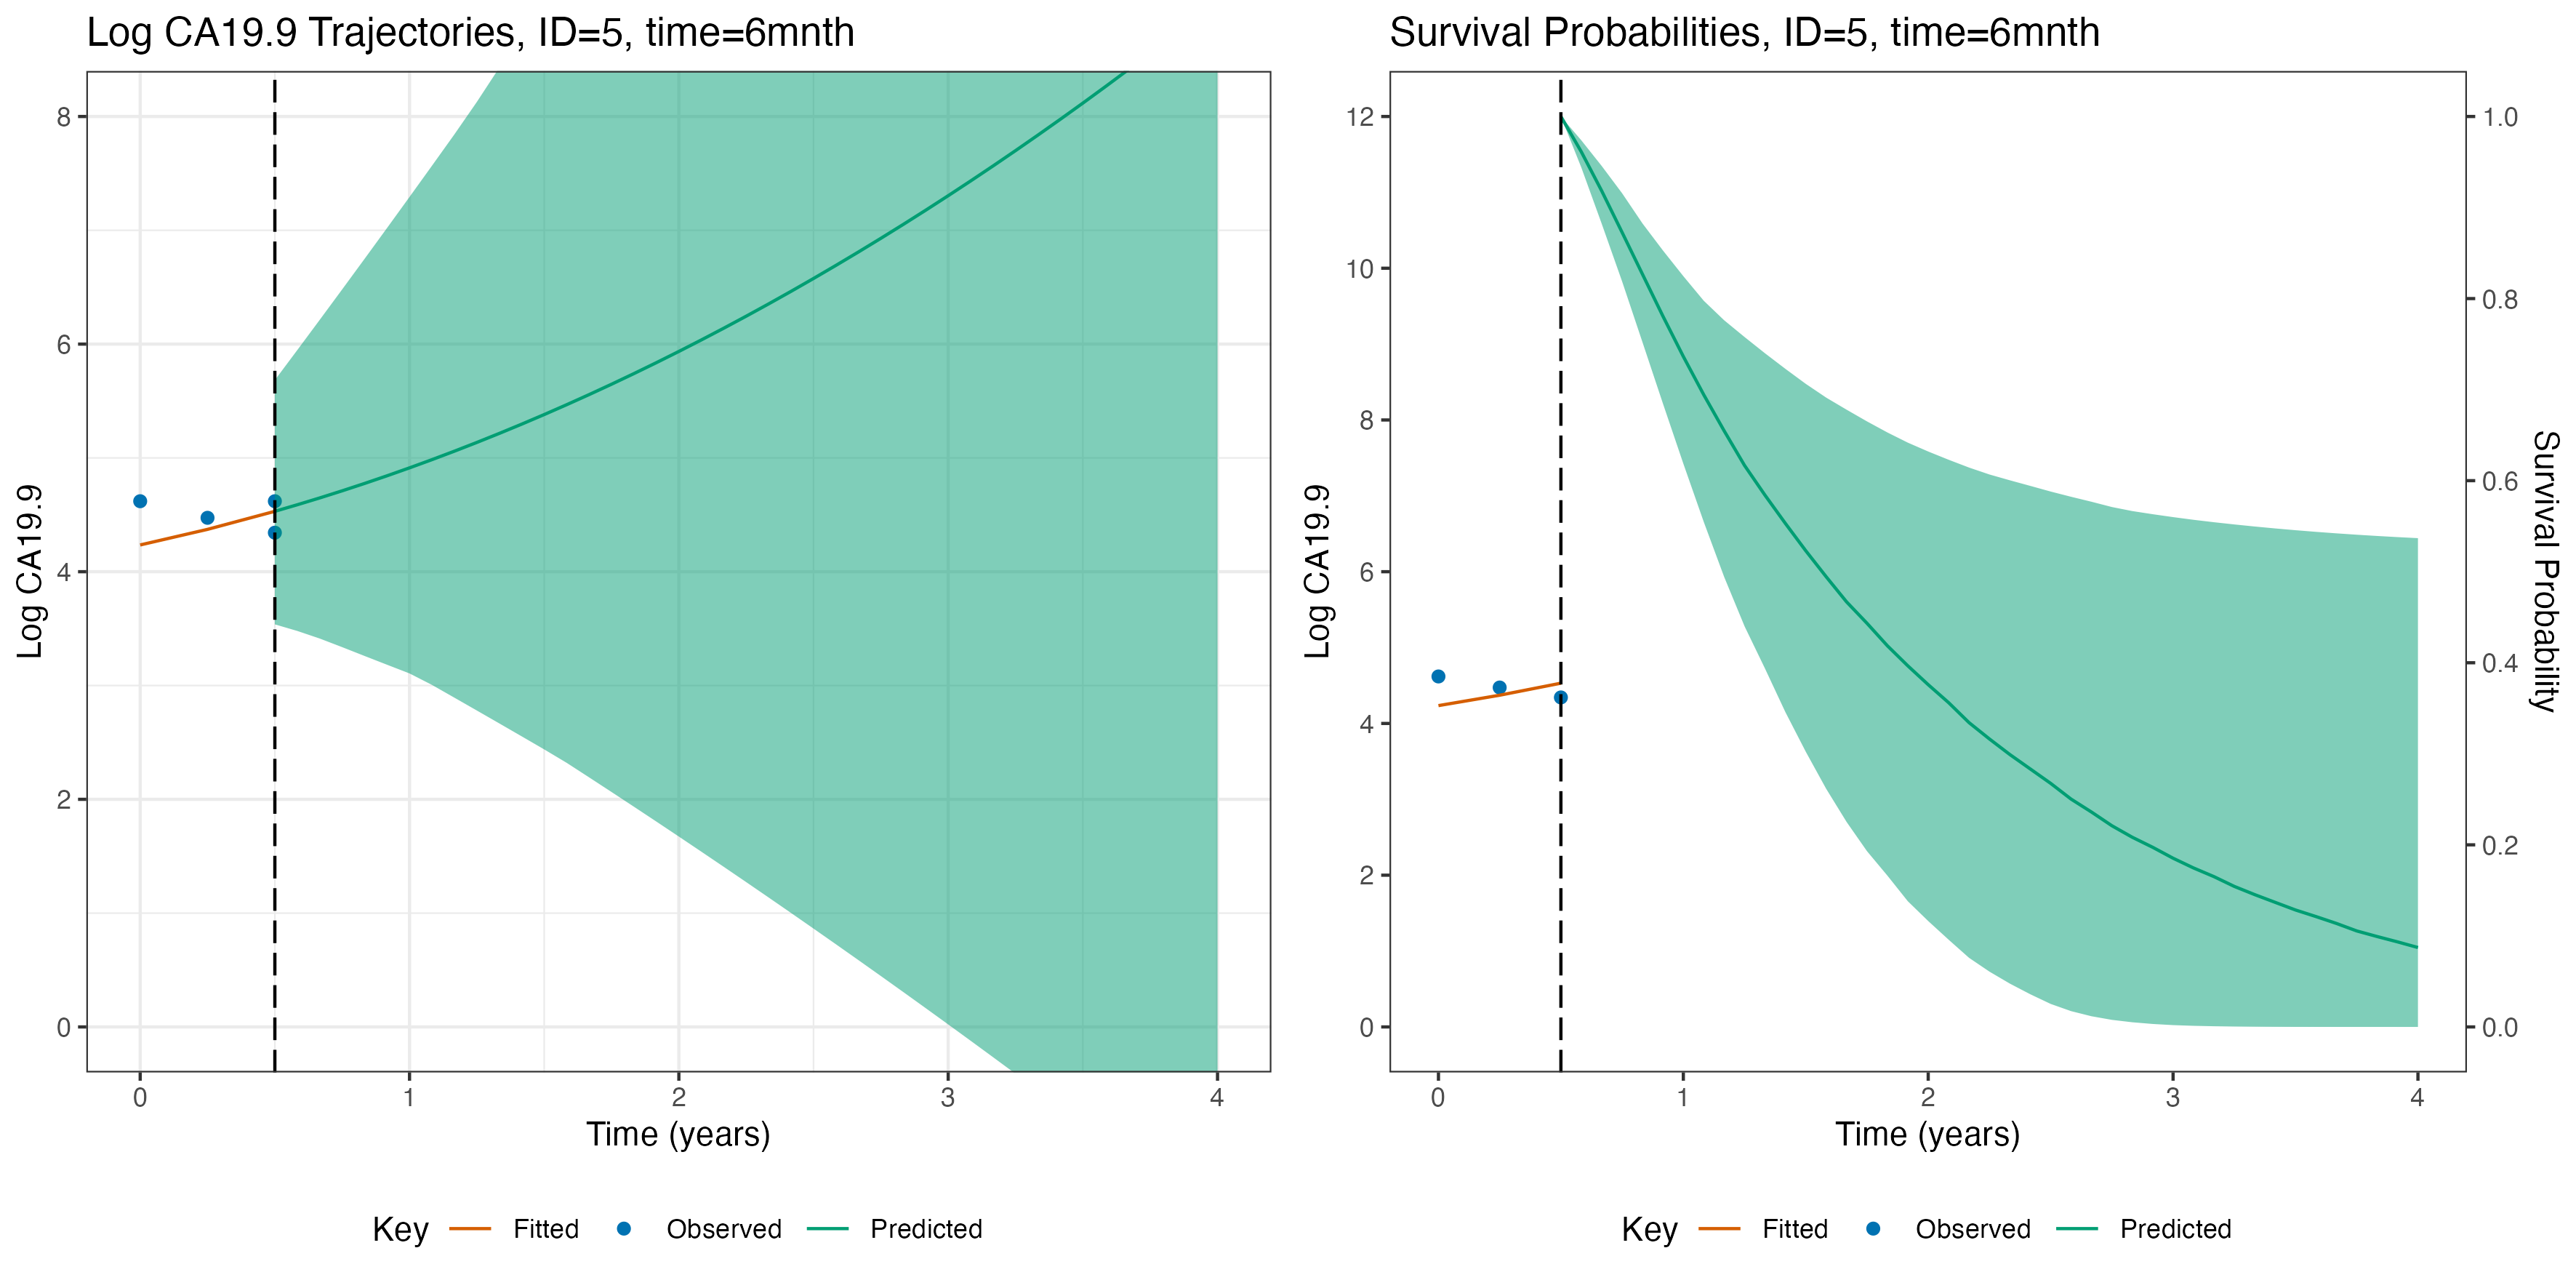 Log CA19.9 Trajectories, ID=5, time=6mnth
8
6
4
2
0
Log CA19.9
0 1 2 3 4
Time (years)
Key Fitted Observed Predicted
Survival Probabilities, ID=5, time=6mnth
12
10
8
6
4
2
0
Log CA19.9
1.0
0.8
0.6
0.4
0.2
0.0
Survival Probability
0 1 2 3 4
Time (years)
Key Fitted Observed Predicted